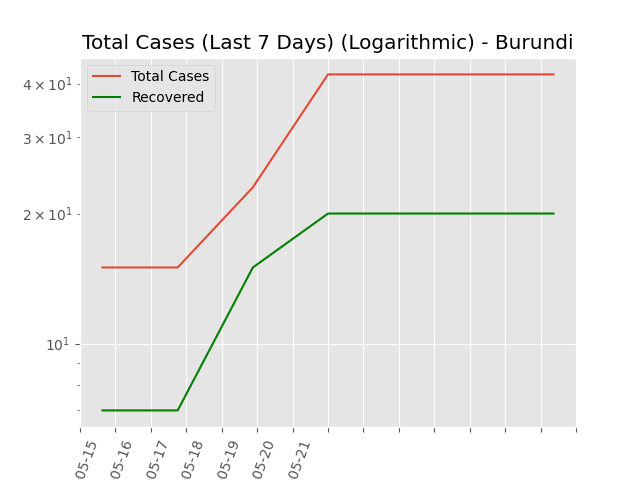 Total Cases (Last 7 Days) (Logarithmic) - Burundi
Total Cases
Recovered
4 × 10¹
3 × 10¹
2 × 10¹
10¹
05-15
05-16
05-17
05-18
05-19
05-20
05-21